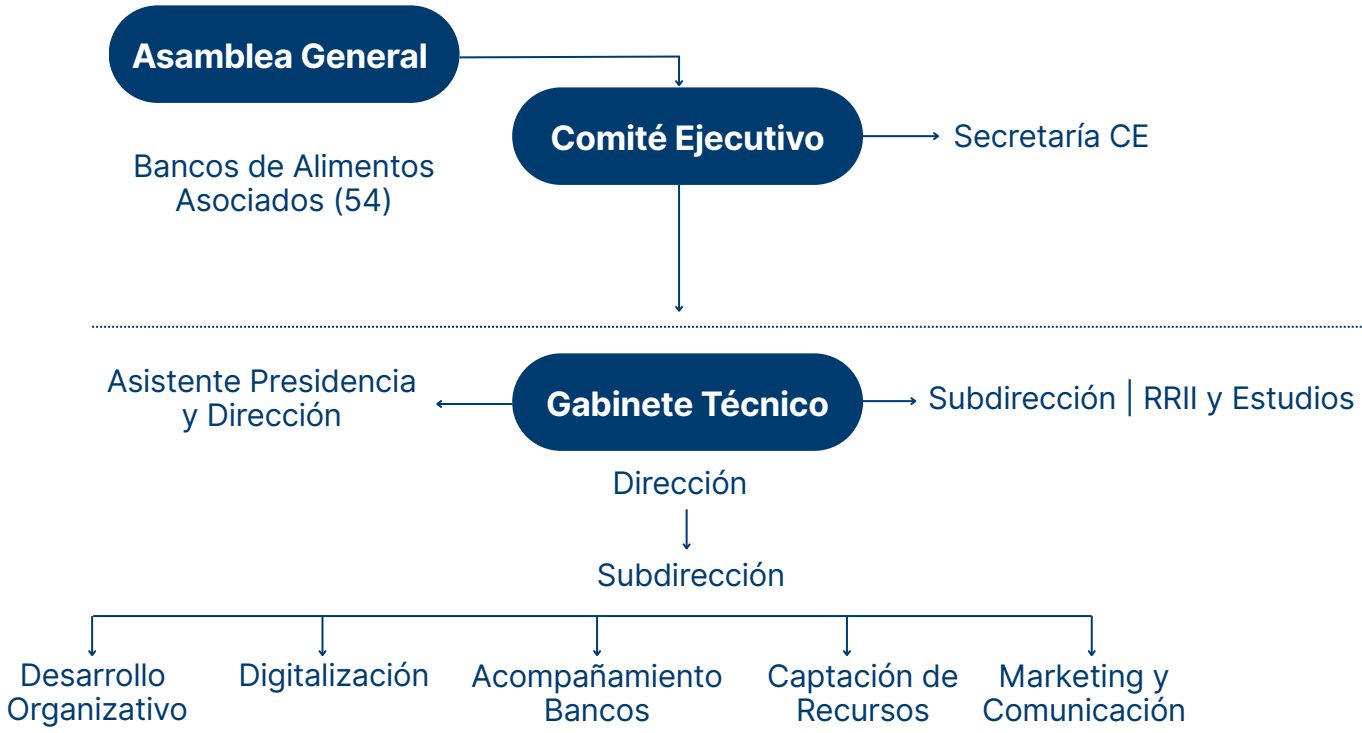 Asamblea General
Comité Ejecutivo
Secretaría CE
Bancos de Alimentos
Asociados (54)
Asistente Presidencia
y Dirección
Gabinete Técnico
Subdirección | RRII y Estudios
Dirección
Subdirección
Desarrollo
Organizativo
Digitalización
Acompañamiento
Bancos
Captación de
Recursos
Marketing y
Comunicación